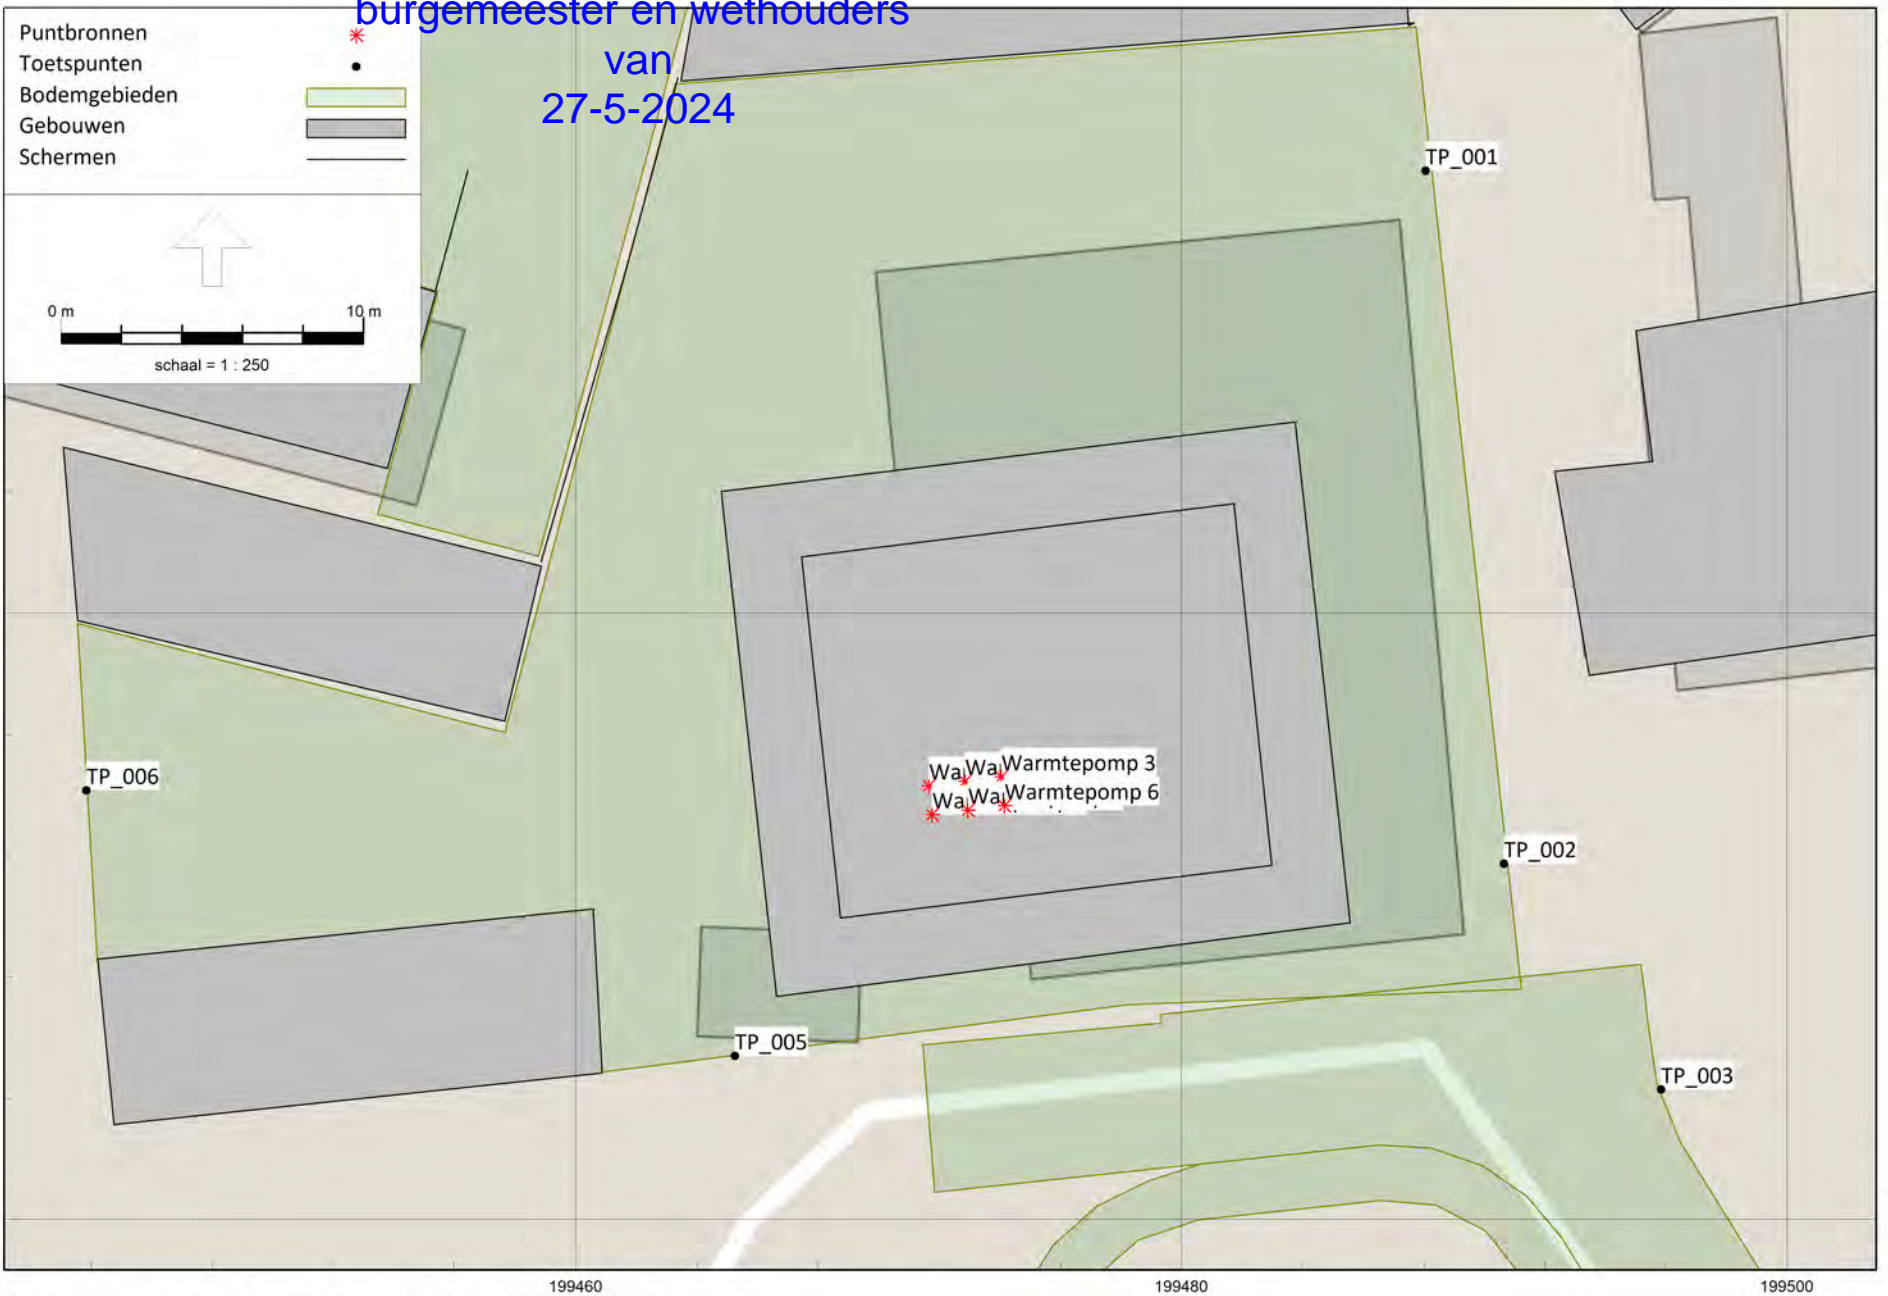 burgemeester en wethouders
van
27-5-2024
Puntbronnen
Toetspunten
Bodemgebieden
Gebouwen
Schermen
0 m 10 m
schaal = 1 : 250
TP_001
Wa Wa Warmtepomp 3
Wa Wa Warmtepomp 6
TP_006
TP_002
TP_005
TP_003
199460 199480 199500